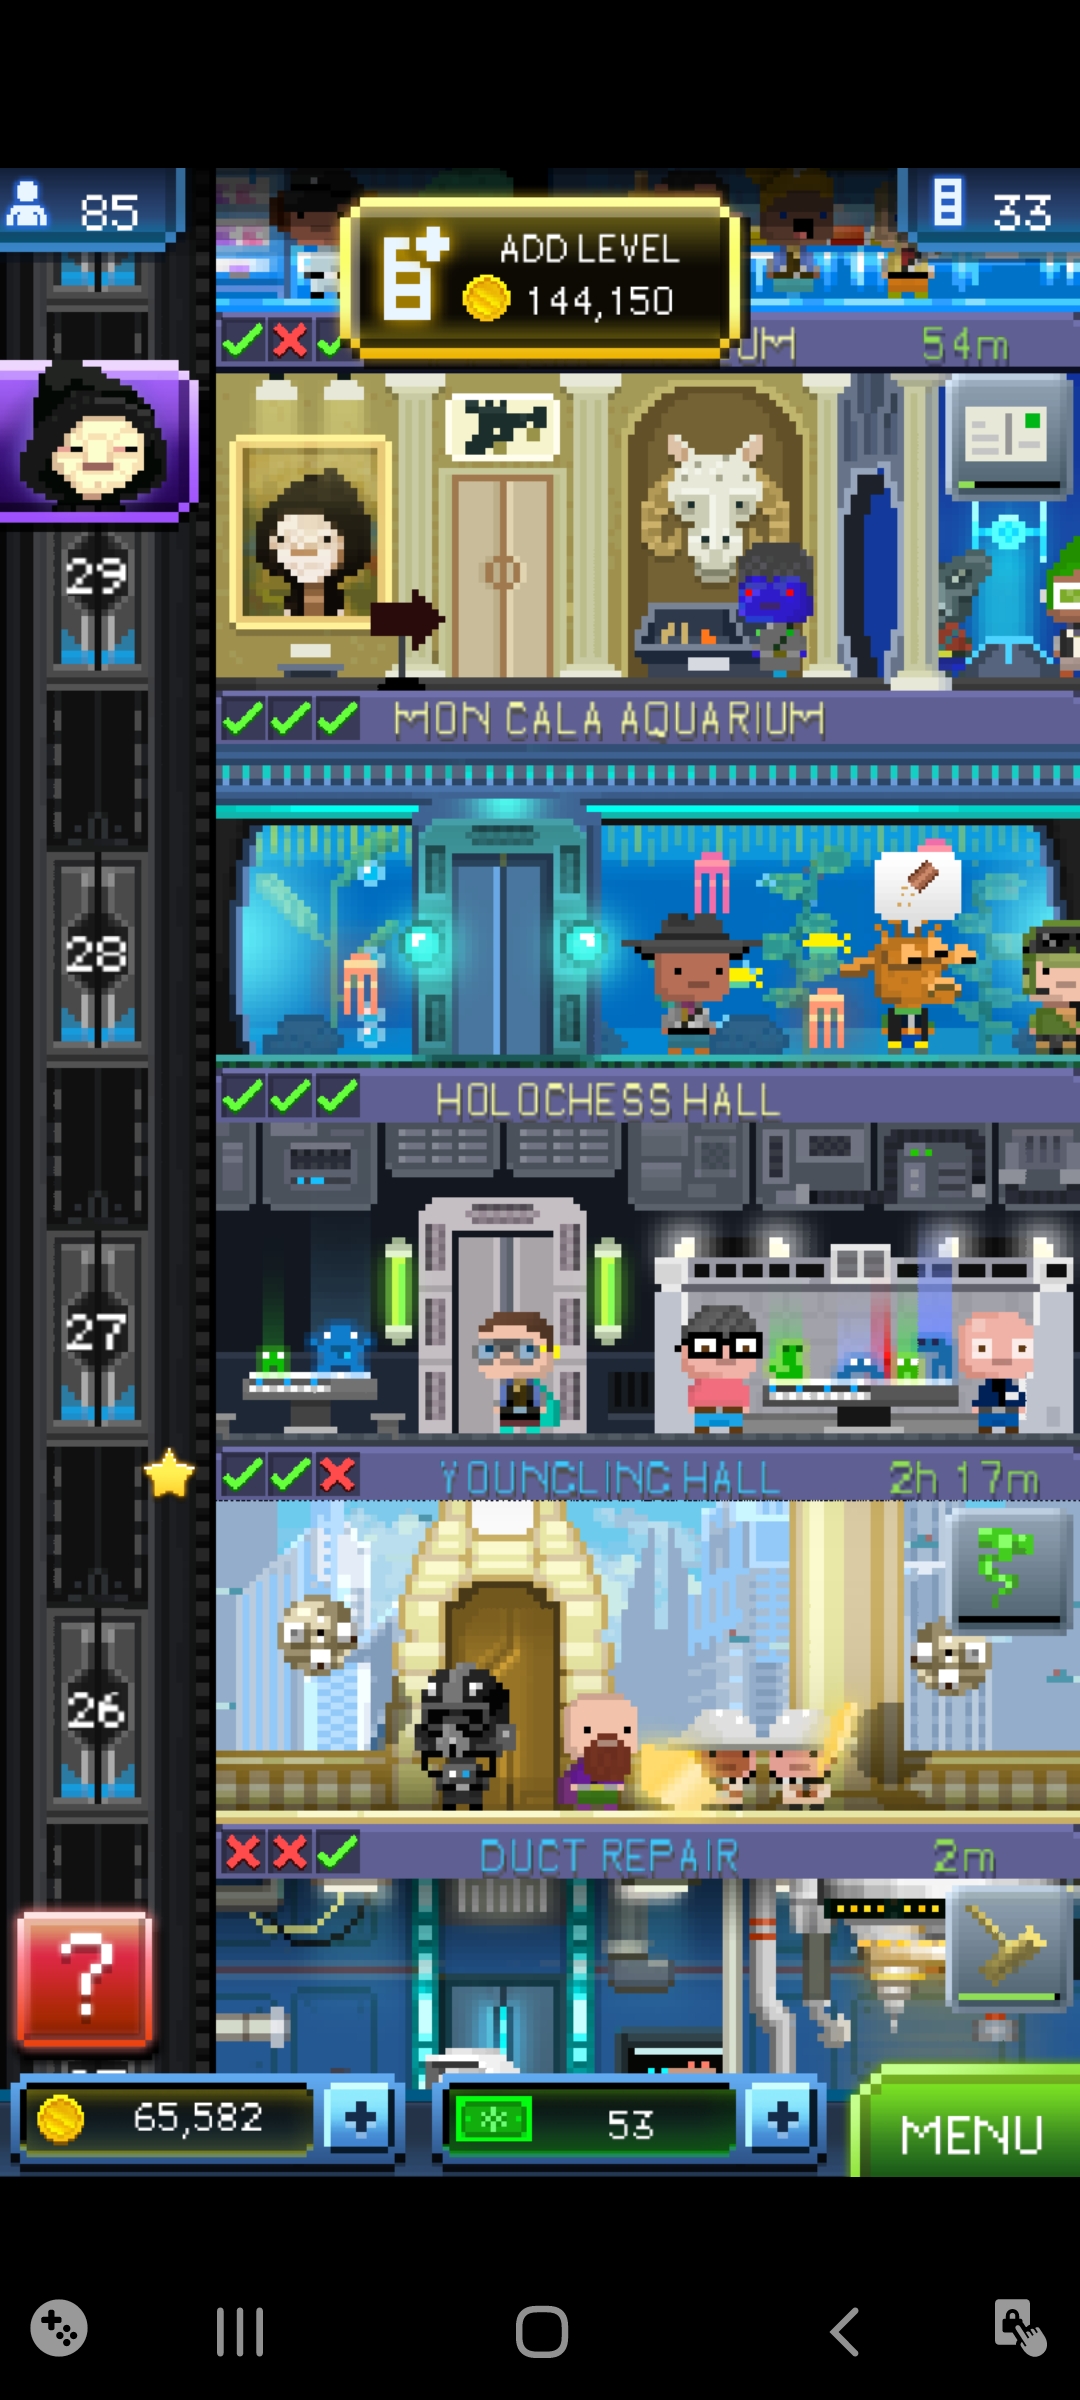 85
33
ADD LEVEL
144,150
UM
54m
29
MON CALA AQUARIUM
28
HOLOCHESS HALL
27
YOUNGLING HALL
2h 17m
26
DUCT REPAIR
2m
?
65,582
+
53
+
MENU